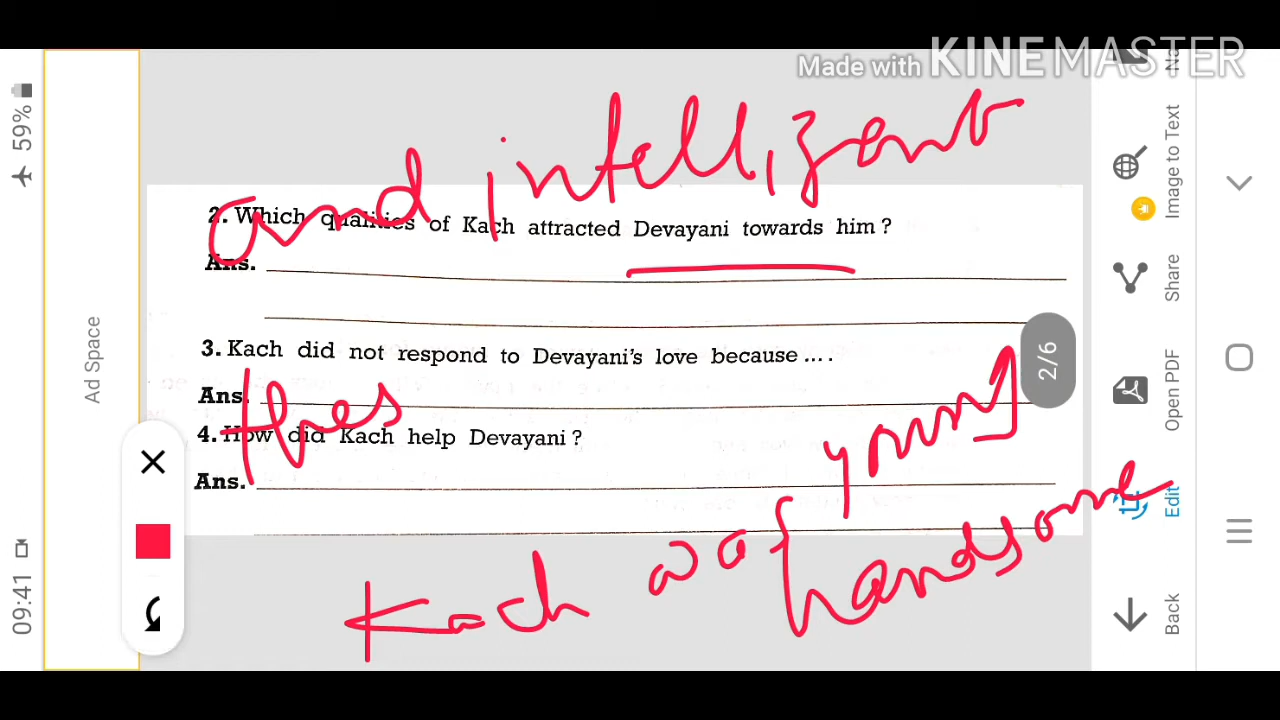 Made with KINEMASTER
59%
09:41
Ad Space
and intelligent
2. Which qualities of Kach attracted Devayani towards him ?
Ans.
3. Kach did not respond to Devayani's love because ....
Ans.
4. How did Kach help Devayani ?
Ans.
young
Kach was handsome
2/6
Image to Text
Share
Open PDF
Edit
Back